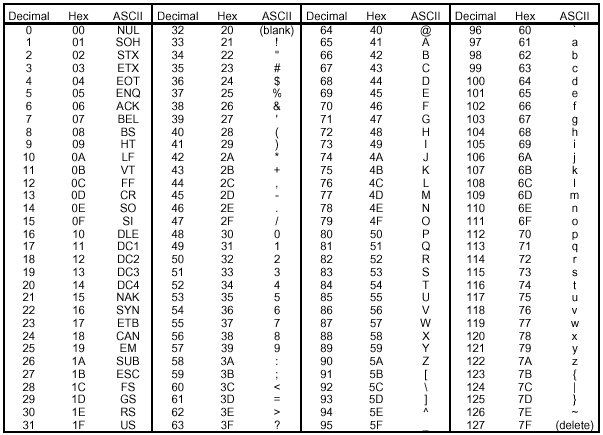 Decimal Hex ASCII Decimal Hex ASCII Decimal Hex ASCII Decimal Hex ASCII
0 00 NUL 32 20 (blank) 64 40 @ 96 60 `
1 01 SOH 33 21 ! 65 41 A 97 61 a
2 02 STX 34 22 " 66 42 B 98 62 b
3 03 ETX 35 23 # 67 43 C 99 63 c
4 04 EOT 36 24 $ 68 44 D 100 64 d
5 05 ENQ 37 25 % 69 45 E 101 65 e
6 06 ACK 38 26 & 70 46 F 102 66 f
7 07 BEL 39 27 ' 71 47 G 103 67 g
8 08 BS 40 28 ( 72 48 H 104 68 h
9 09 HT 41 29 ) 73 49 I 105 69 i
10 0A LF 42 2A * 74 4A J 106 6A j
11 0B VT 43 2B + 75 4B K 107 6B k
12 0C FF 44 2C , 76 4C L 108 6C l
13 0D CR 45 2D - 77 4D M 109 6D m
14 0E SO 46 2E . 78 4E N 110 6E n
15 0F SI 47 2F / 79 4F O 111 6F o
16 10 DLE 48 30 0 80 50 P 112 70 p
17 11 DC1 49 31 1 81 51 Q 113 71 q
18 12 DC2 50 32 2 82 52 R 114 72 r
19 13 DC3 51 33 3 83 53 S 115 73 s
20 14 DC4 52 34 4 84 54 T 116 74 t
21 15 NAK 53 35 5 85 55 U 117 75 u
22 16 SYN 54 36 6 86 56 V 118 76 v
23 17 ETB 55 37 7 87 57 W 119 77 w
24 18 CAN 56 38 8 88 58 X 120 78 x
25 19 EM 57 39 9 89 59 Y 121 79 y
26 1A SUB 58 3A : 90 5A Z 122 7A z
27 1B ESC 59 3B ; 91 5B [ 123 7B {
28 1C FS 60 3C < 92 5C \ 124 7C |
29 1D GS 61 3D = 93 5D ] 125 7D }
30 1E RS 62 3E > 94 5E ^ 126 7E ~
31 1F US 63 3F ? 95 5F _ 127 7F (delete)